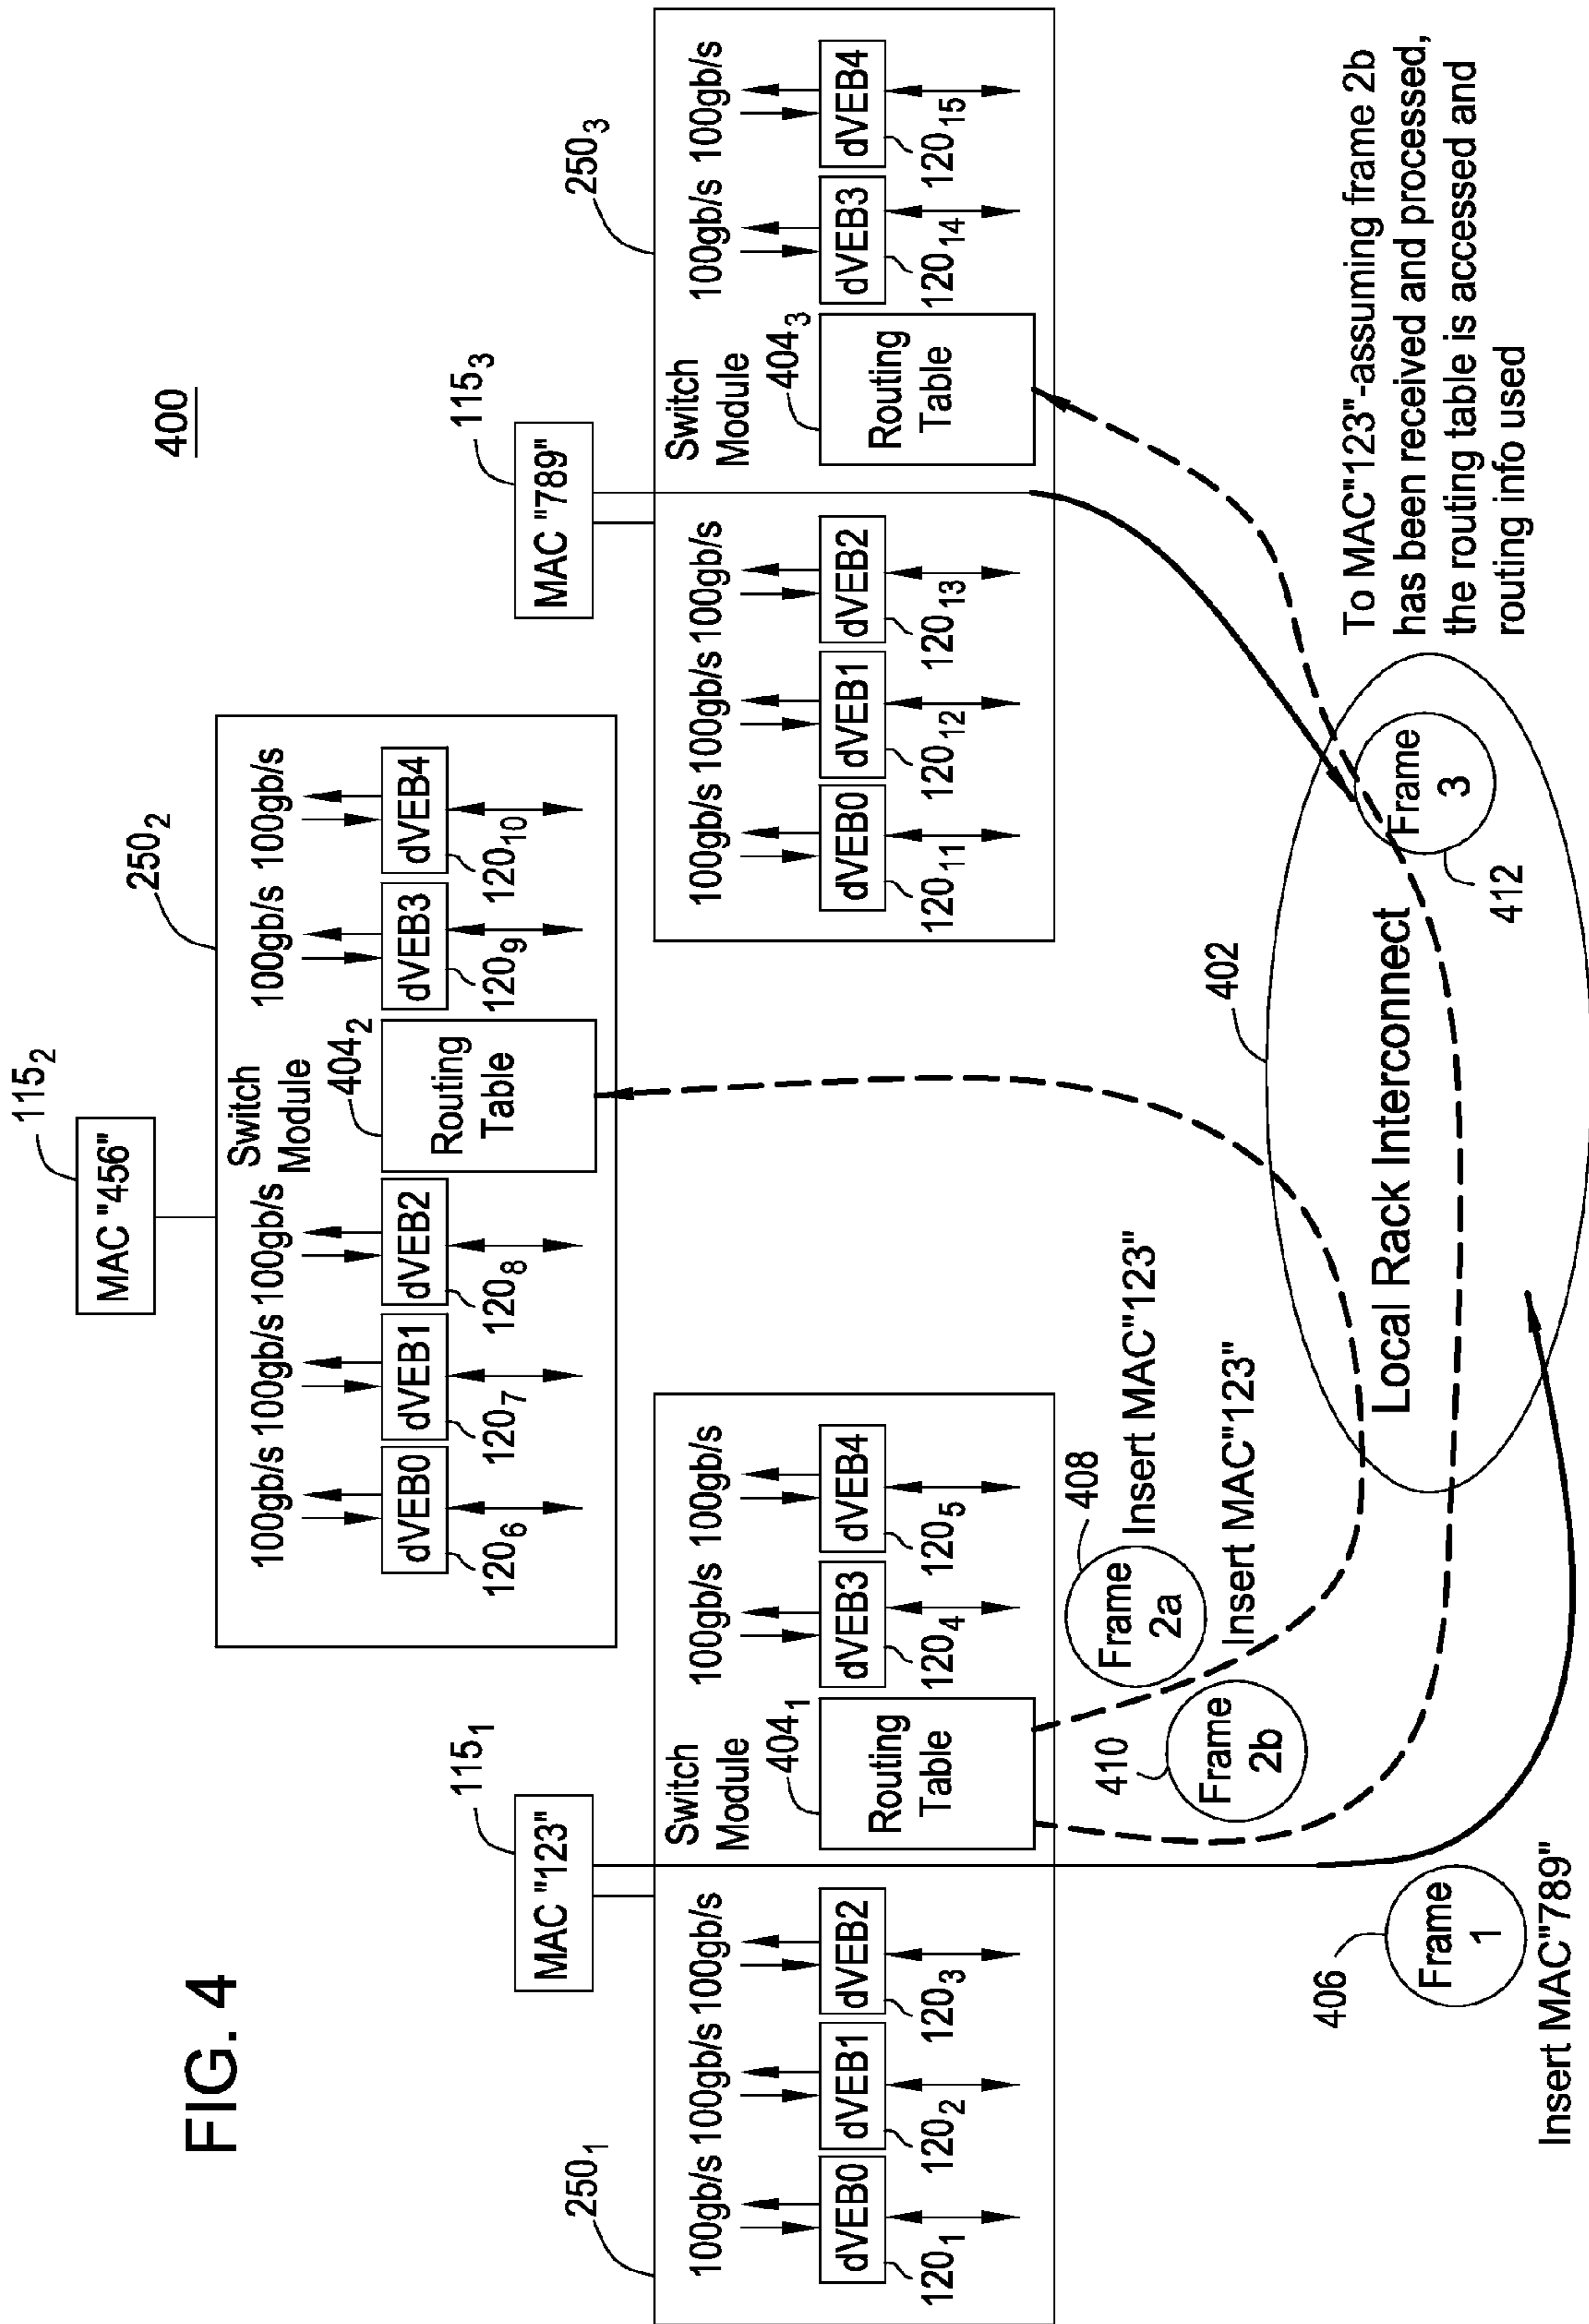 FIG. 4
400
115₂
MAC "456"
250₂
Switch
Module
100gb/s 100gb/s 100gb/s 100gb/s 100gb/s
404₂
dVEB0 dVEB1 dVEB2 Routing Table dVEB3 dVEB4
120₆ 120₇ 120₈ 120₉ 120₁₀
115₁
MAC "123"
250₁
Switch
Module
100gb/s 100gb/s 100gb/s 100gb/s 100gb/s
404₁
dVEB0 dVEB1 dVEB2 Routing Table dVEB3 dVEB4
120₁ 120₂ 120₃ 120₄ 120₅
115₃
MAC "789"
250₃
Switch
Module
100gb/s 100gb/s 100gb/s 100gb/s 100gb/s
404₃
dVEB0 dVEB1 dVEB2 Routing Table dVEB3 dVEB4
120₁₁ 120₁₂ 120₁₃ 120₁₄ 120₁₅
408
Frame
2a
Insert MAC"123"
410
Frame
2b
Insert MAC"123"
406
Frame
1
Insert MAC"789"
402
Local Rack Interconnect
Frame
3
412
To MAC"123"-assuming frame 2b
has been received and processed,
the routing table is accessed and
routing info used